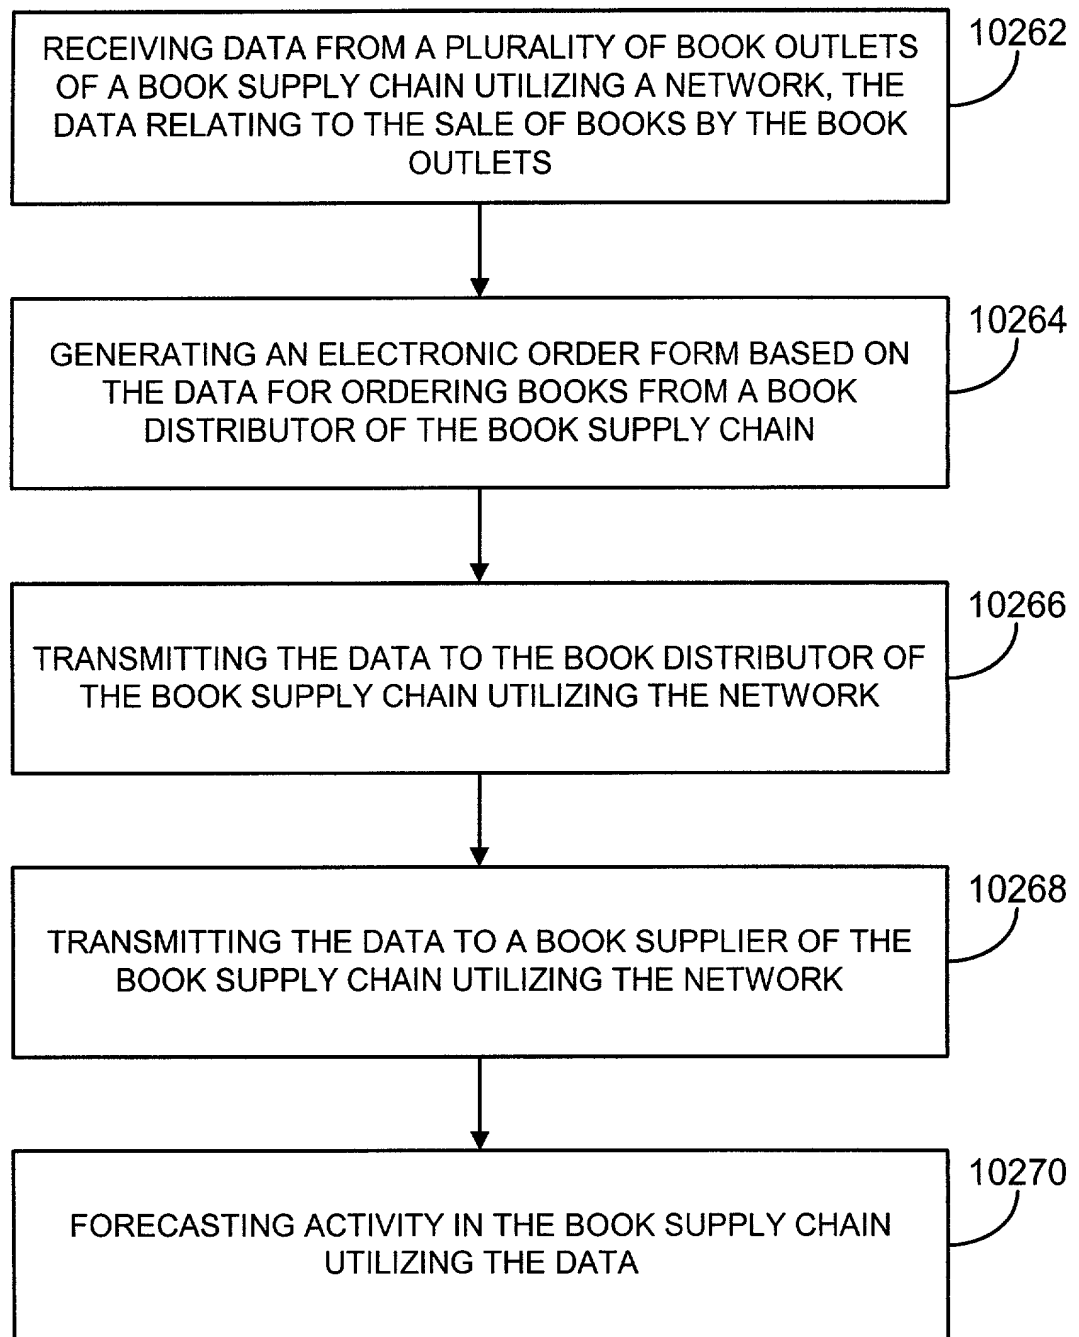 RECEIVING DATA FROM A PLURALITY OF BOOK OUTLETS
OF A BOOK SUPPLY CHAIN UTILIZING A NETWORK, THE
DATA RELATING TO THE SALE OF BOOKS BY THE BOOK
OUTLETS
10262
GENERATING AN ELECTRONIC ORDER FORM BASED ON
THE DATA FOR ORDERING BOOKS FROM A BOOK
DISTRIBUTOR OF THE BOOK SUPPLY CHAIN
10264
TRANSMITTING THE DATA TO THE BOOK DISTRIBUTOR OF
THE BOOK SUPPLY CHAIN UTILIZING THE NETWORK
10266
TRANSMITTING THE DATA TO A BOOK SUPPLIER OF THE
BOOK SUPPLY CHAIN UTILIZING THE NETWORK
10268
FORECASTING ACTIVITY IN THE BOOK SUPPLY CHAIN
UTILIZING THE DATA
10270